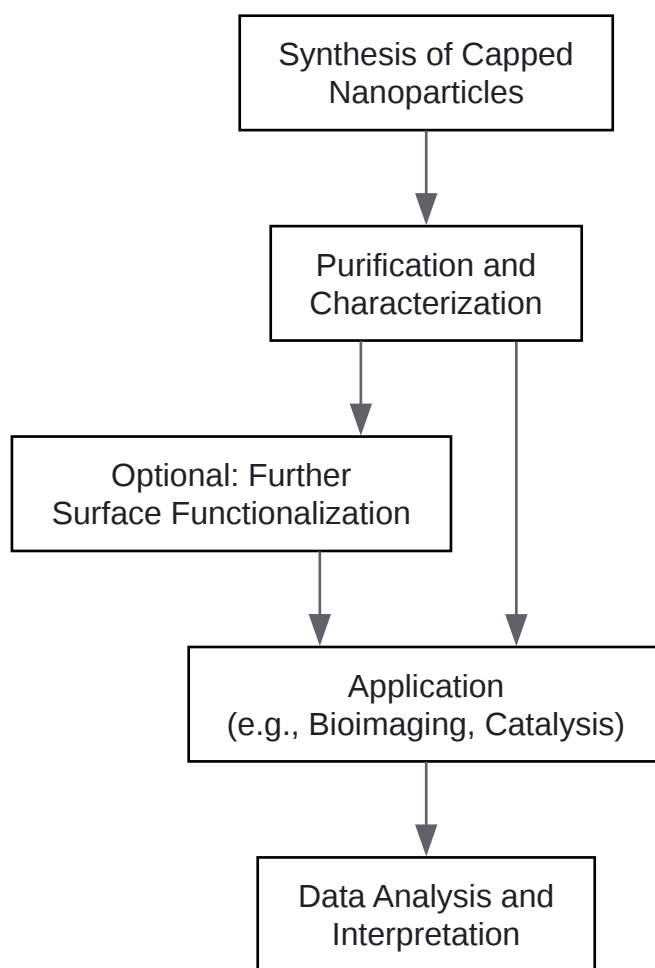 Synthesis of Capped
Nanoparticles
Purification and
Characterization
Optional: Further
Surface Functionalization
Application
(e.g., Bioimaging, Catalysis)
Data Analysis and
Interpretation